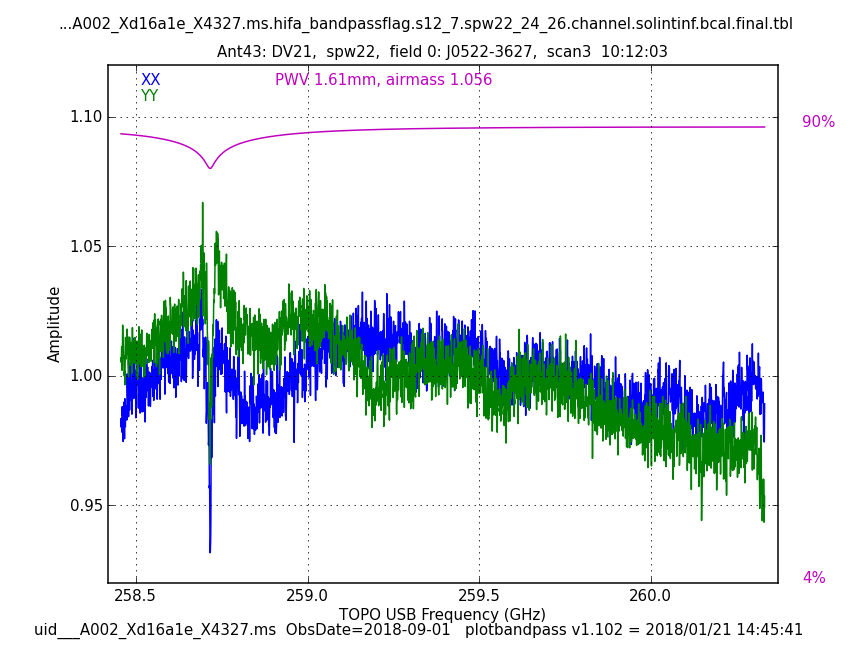 ...A002_Xd16a1e_X4327.ms.hifa_bandpassflag.s12_7.spw22_24_26.channel.solintinf.bcal.final.tbl
Ant43: DV21,  spw22,  field 0: J0522-3627,  scan3  10:12:03
XX
PWV 1.61mm, airmass 1.056
YY
1.10
90%
1.05
Amplitude
1.00
0.95
4%
258.5 259.0 259.5 260.0
TOPO USB Frequency (GHz)
uid___A002_Xd16a1e_X4327.ms  ObsDate=2018-09-01   plotbandpass v1.102 = 2018/01/21 14:45:41